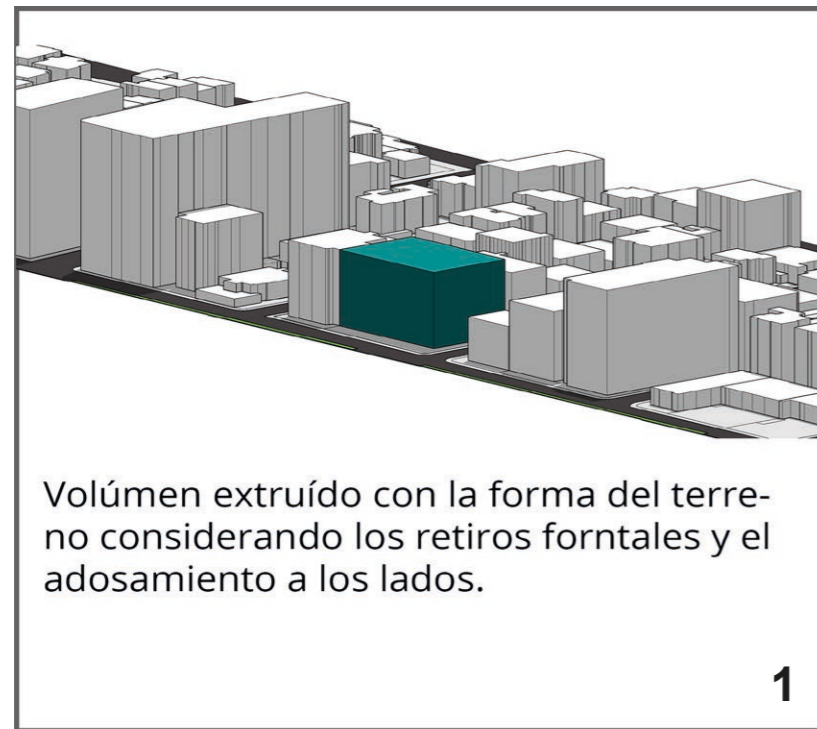 Volúmen extruído con la forma del terre-
no considerando los retiros forntales y el
adosamiento a los lados.
1